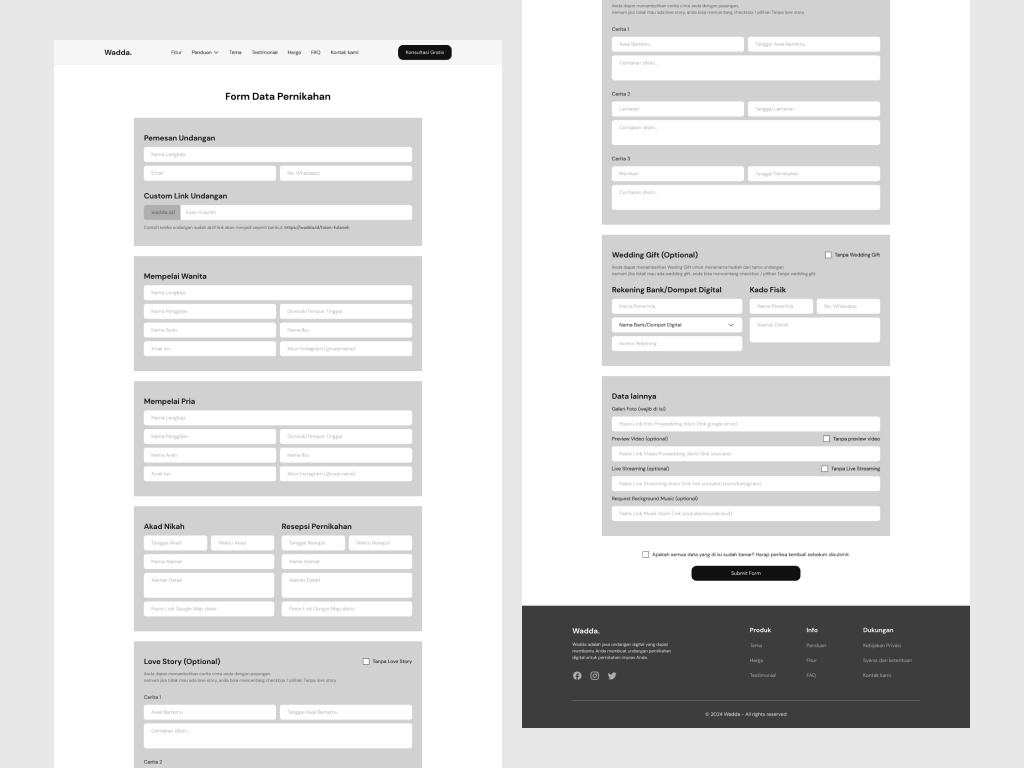 Wadda.
Fitur
Panduan
Tema
Testimonial
Harga
FAQ
Kontak kami
Konsultasi Gratis
Form Data Pernikahan
Pemesan Undangan
Nama Lengkap
Email
No. Whatsapp
Custom Link Undangan
wadda.id/
fulan-fulanah
Contoh ketika undangan sudah aktif link akan menjadi seperti berikut: https://wadda.id/fulan-fulanah
Mempelai Wanita
Nama Lengkap
Nama Panggilan
Domisili/Tempat Tinggal
Nama Ayah
Nama Ibu
Anak ke-
Akun Instagram (@username)
Mempelai Pria
Nama Lengkap
Nama Panggilan
Domisili/Tempat Tinggal
Nama Ayah
Nama Ibu
Anak ke-
Akun Instagram (@username)
Akad Nikah
Tanggal Akad
Waktu Akad
Nama Alamat
Alamat Detail
Paste Link Google Map disini
Resepsi Pernikahan
Tanggal Resepsi
Waktu Resepsi
Nama Alamat
Alamat Detail
Paste Link Google Map disini
Love Story (Optional)
Tanpa Love Story
Anda dapat menambahkan cerita cinta anda dengan pasangan,
namam jika tidak mau ada love story, anda bisa mencentang checkbox / pilihan Tanpa love story
Cerita 1
Awal Bertemu
Tanggal Awal Bertemu
Ceritakan disini...
Cerita 2
Anda dapat menambahkan cerita cinta anda dengan pasangan,
namam jika tidak mau ada love story, anda bisa mencentang checkbox / pilihan Tanpa love story
Cerita 1
Awal Bertemu
Tanggal Awal Bertemu
Ceritakan disini...
Cerita 2
Lamaran
Tanggal Lamaran
Ceritakan disini...
Cerita 3
Menikah
Tanggal Pernikahan
Ceritakan disini...
Wedding Gift (Optional)
Tanpa Wedding Gift
Anda dapat menambahkan Weding Gift untuk menerima hadiah dari tamu undangan,
namam jika tidak mau ada wedding gift, anda bisa mencentang checkbox / pilihan Tanpa wedding gift
Rekening Bank/Dompet Digital
Nama Penerima
Nama Bank/Dompet Digital
Nomor Rekening
Kado Fisik
Nama Penerima
No. Whatsapp
Alamat Detail
Data lainnya
Galeri Foto (wajib di isi)
Paste Link Foto Prewedding disini (link google drive)
Preview Video (optional)
Tanpa preview video
Paste Link Video Prewedding disini (link youtube)
Live Streaming (optional)
Tanpa Live Streaming
Paste Live Streaming disini (link live youtube/zoom/instagram)
Request Background Music (optional)
Paste Link Musik disini (link youtube/soundcloud)
Apakah semua data yang di isi sudah benar? Harap periksa kembali sebelum disubmit
Submit Form
Wadda.
Wadda adalah jasa undangan digital yang dapat
membantu Anda membuat undangan pernikahan
digital untuk pernikahan impian Anda.
Produk
Tema
Harga
Testimonial
Info
Panduan
Fitur
FAQ
Dukungan
Kebijakan Privasi
Syarat dan ketentuan
Kontak kami
© 2024 Wadda - All rights reserved